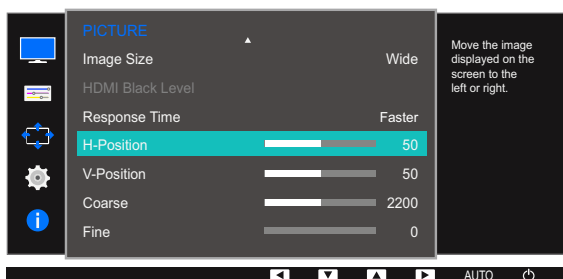 PICTURE
Image Size Wide
HDMI Black Level
Response Time Faster
H-Position 50
V-Position 50
Coarse 2200
Fine 0
Move the image
displayed on the
screen to the
left or right.
AUTO